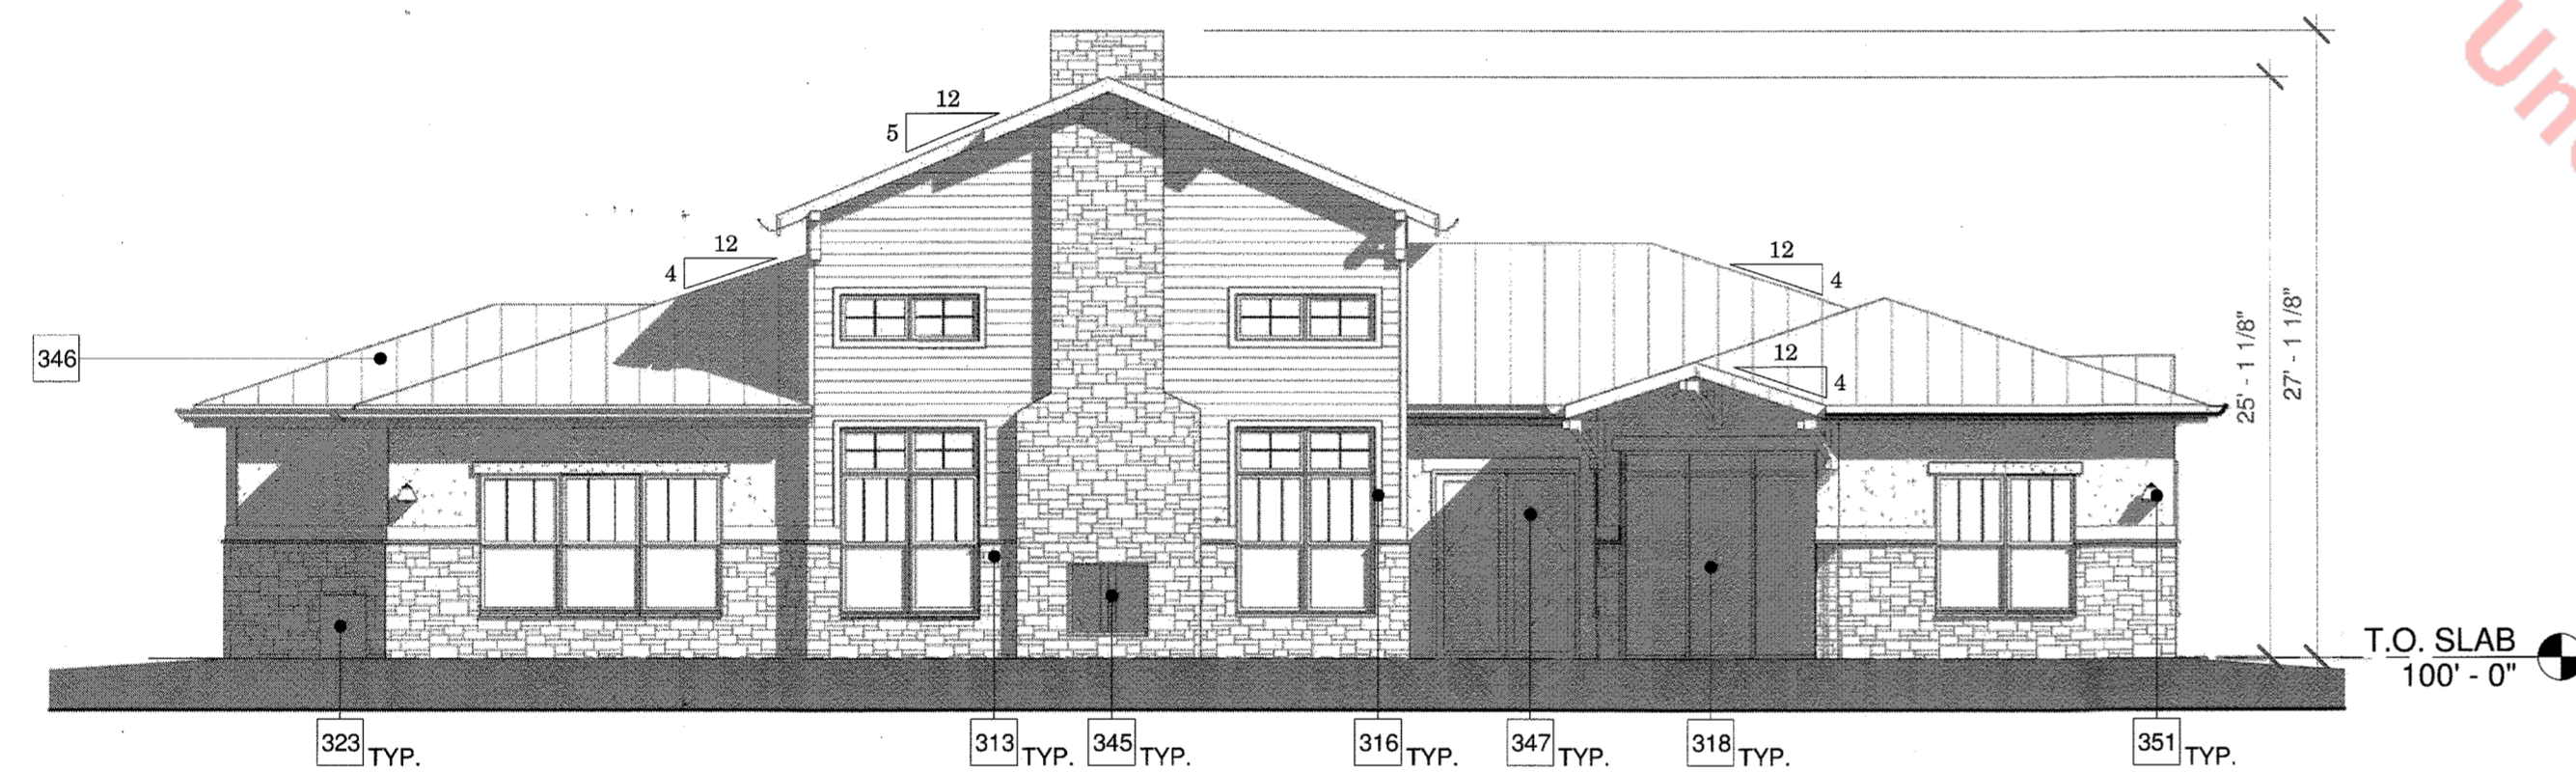 Un
12
5
12
4
12
4
12
4
346
25' - 1 1/8"
27' - 1 1/8"
T.O. SLAB
100' - 0"
323 TYP.
313 TYP.
345 TYP.
316 TYP.
347 TYP.
318 TYP.
351 TYP.